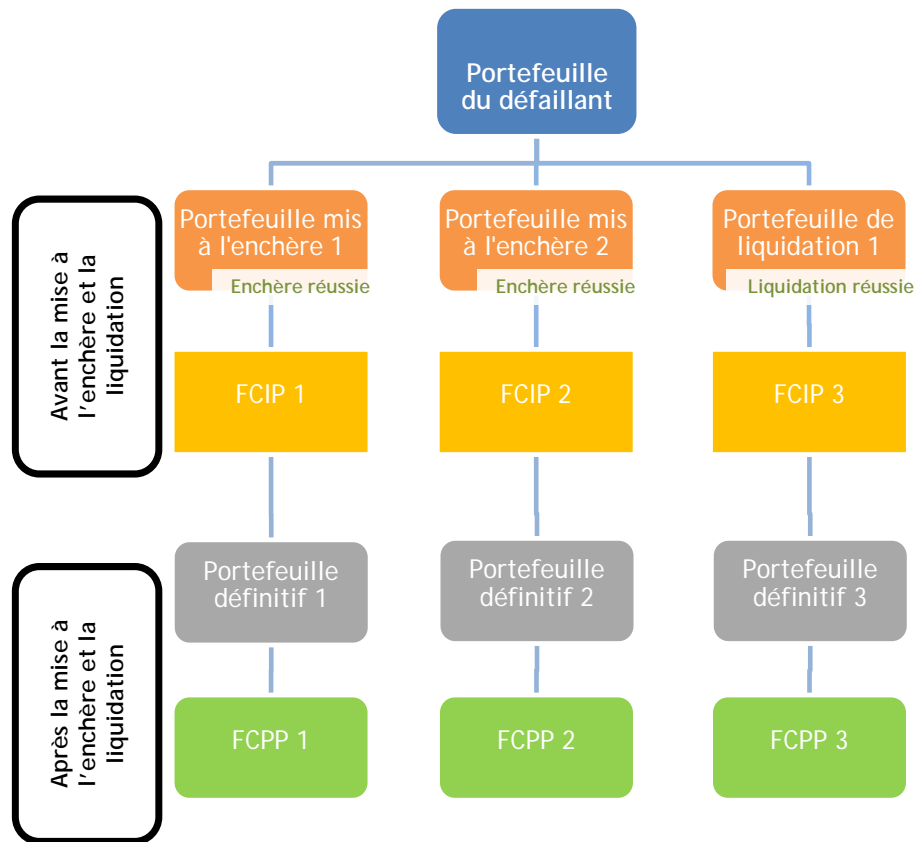 Portefeuille
du défaillant
Avant la mise à
l'enchère et la
liquidation
Portefeuille mis
à l'enchère 1
Enchère réussie
Portefeuille mis
à l'enchère 2
Enchère réussie
Portefeuille de
liquidation 1
Liquidation réussie
FCIP 1
FCIP 2
FCIP 3
Après la mise à
l'enchère et la
liquidation
Portefeuille
définitif 1
Portefeuille
définitif 2
Portefeuille
définitif 3
FCPP 1
FCPP 2
FCPP 3